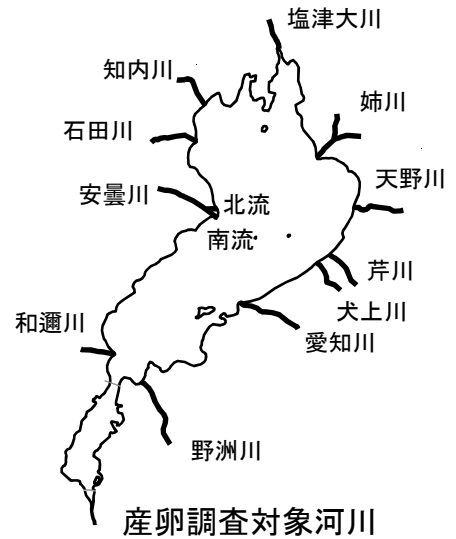 塩津大川
知内川
姉川
石田川
天野川
安曇川
北流
南流
芹川
犬上川
和邇川
愛知川
野洲川
産卵調査対象河川